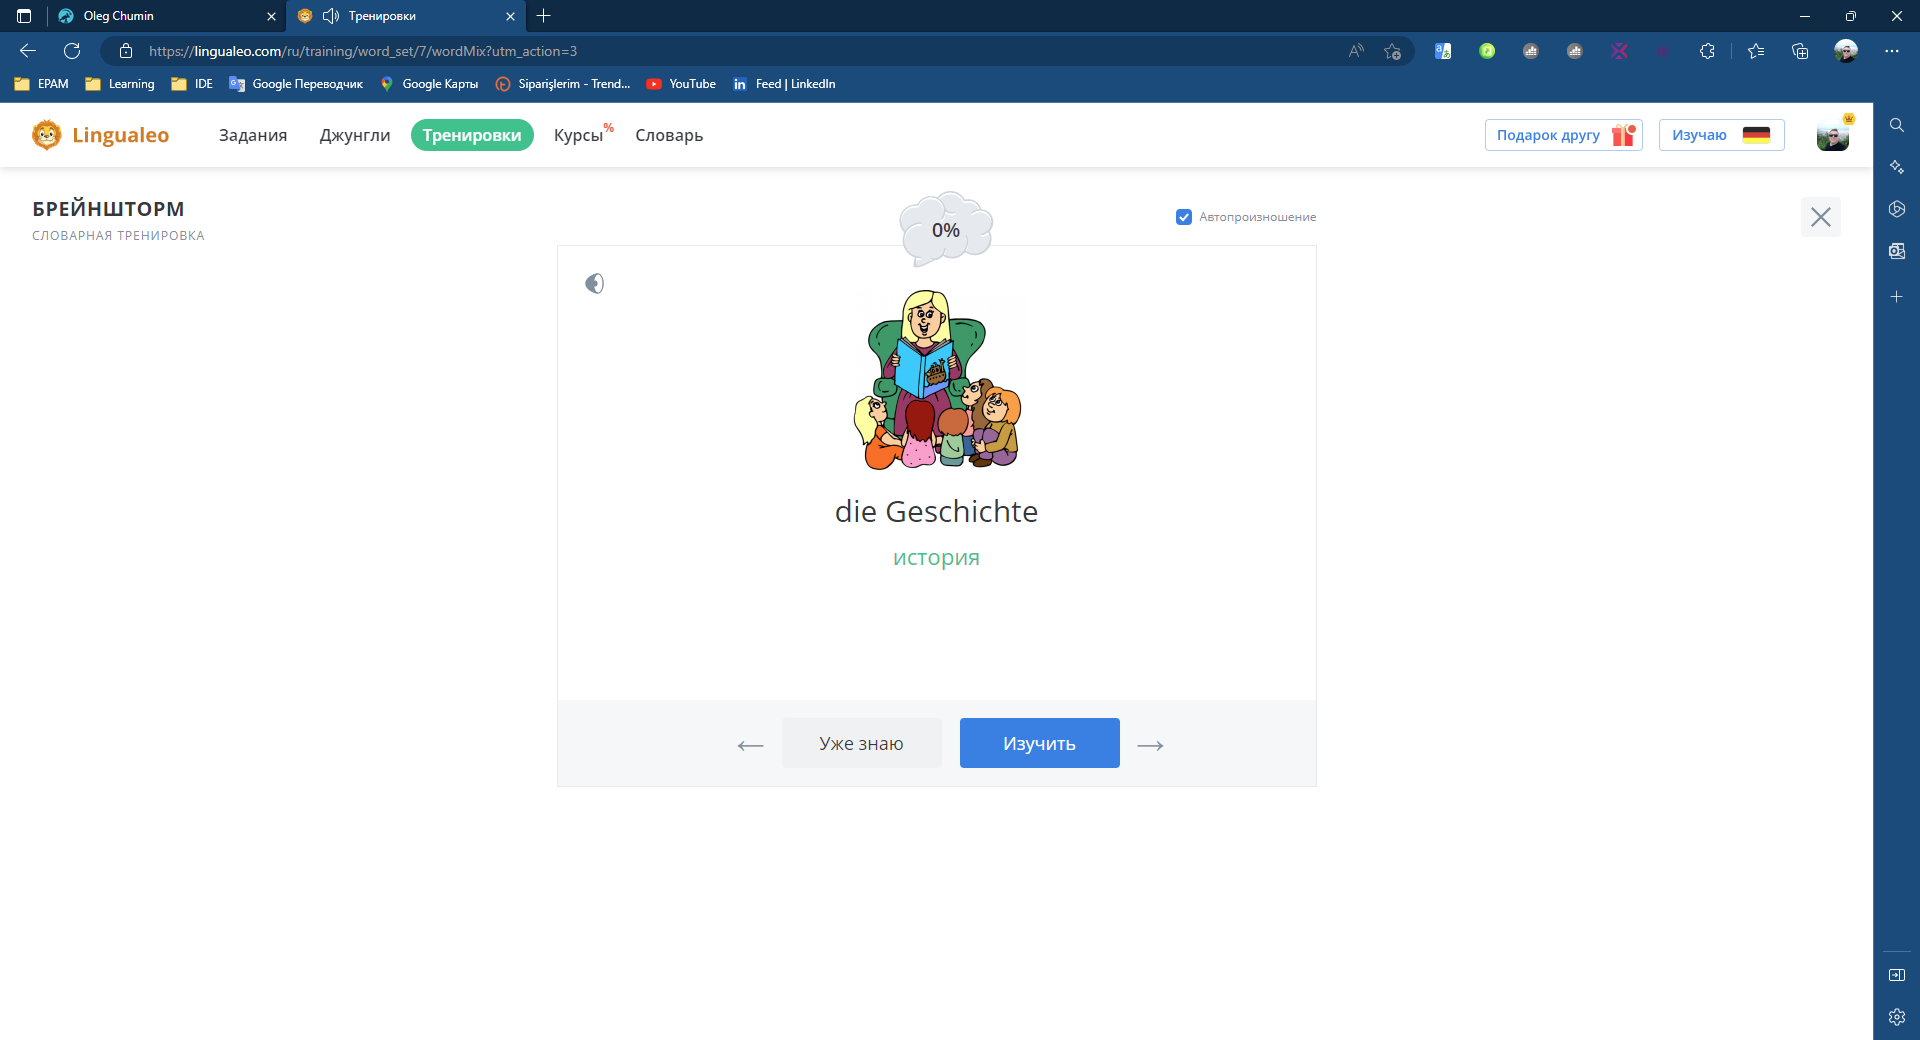 Oleg Chumin
Тренировки
https://lingualeo.com/ru/training/word_set/7/wordMix?utm_action=3
EPAM
Learning
IDE
Google Переводчик
Google Карты
Siparişlerim - Trend...
YouTube
Feed | LinkedIn
Lingualeo
Задания
Джунгли
Тренировки
Курсы%
Словарь
Подарок другу
Изучаю
БРЕЙНШТОРМ
СЛОВАРНАЯ ТРЕНИРОВКА
0%
Автопроизношение
die Geschichte
история
Уже знаю
Изучить